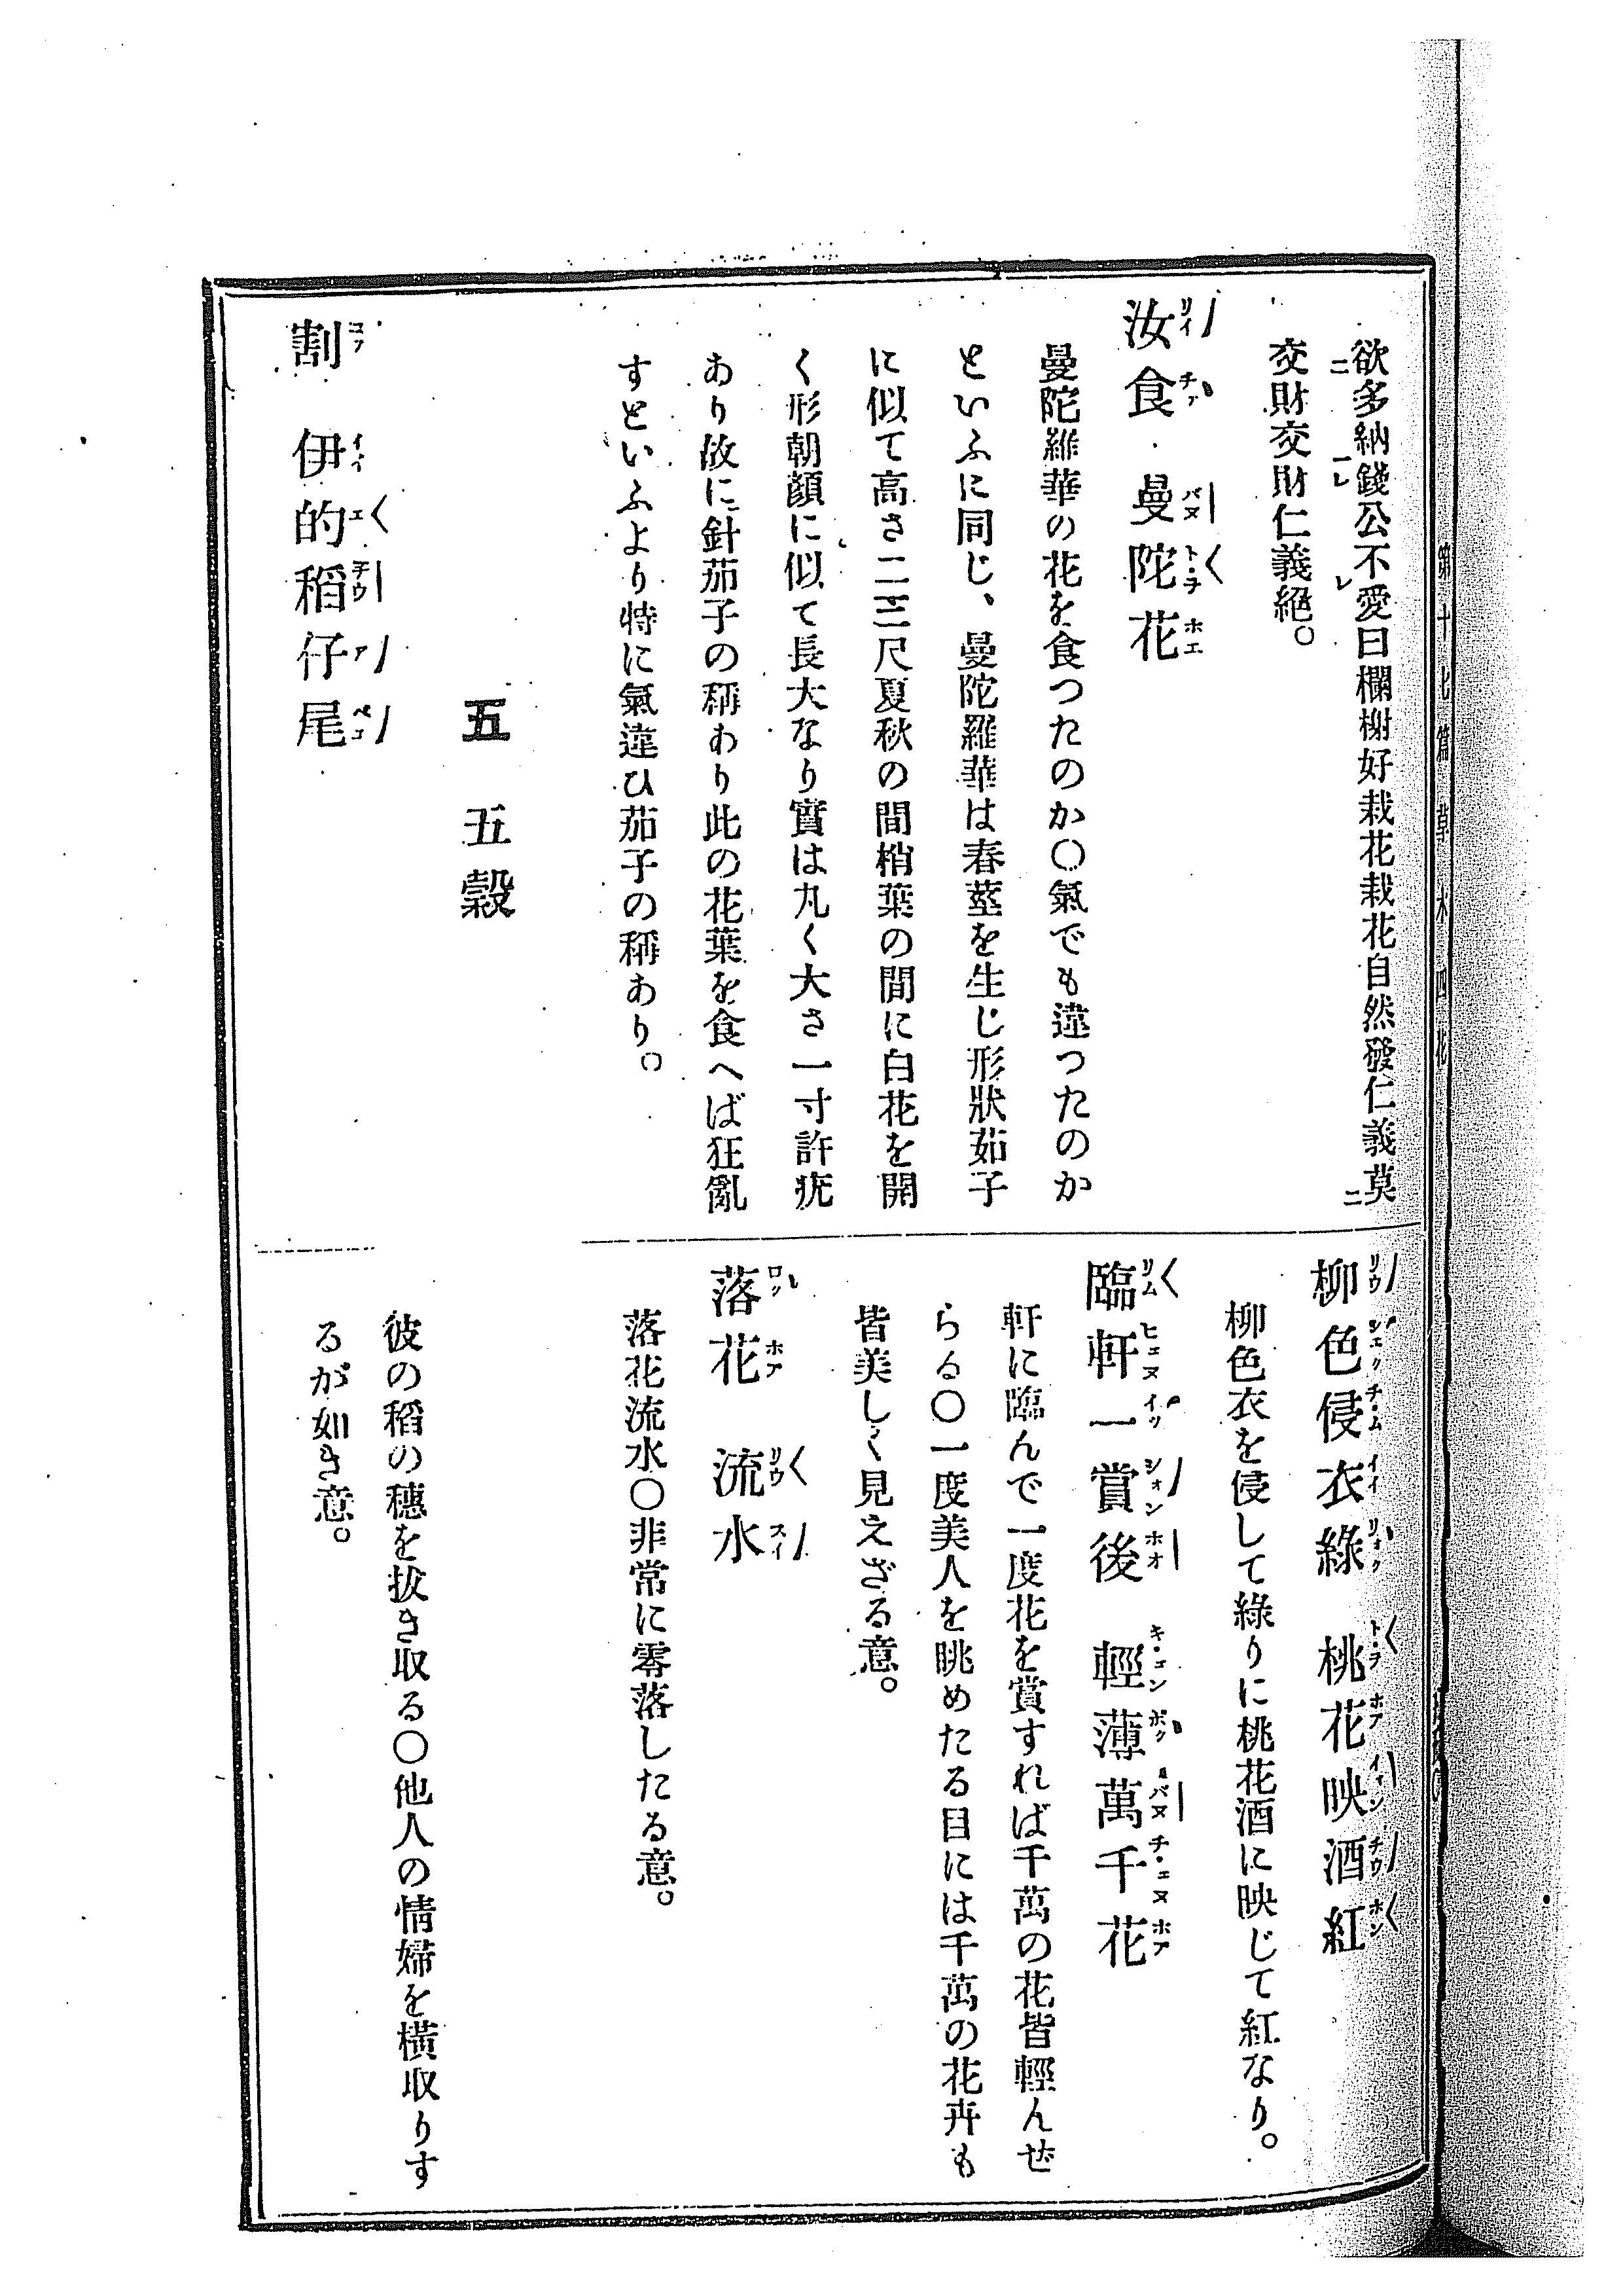 第十七篇 草木 四花
欲多納錢公不愛曰欄榭好栽花栽花自然發仁義莫
交財交財仁義絕。
汝食曼陀花
曼陀羅華の花を食つたのか〇氣でも違つたのか
といふに同じ、曼陀羅華は春莖を生じ形狀茄子
に似て高さ二三尺夏秋の間梢葉の間に白花を開
く形朝顏に似て長大なり實は丸く大さ一寸許疣
あり故に針茄子の稱あり此の花葉を食へば狂亂
すといふより特に氣違ひ茄子の稱あり。
柳色侵衣綠 桃花映酒紅
柳色衣を侵して綠りに桃花酒に映じて紅なり。
臨軒一賞後 輕薄萬千花
軒に臨んで一度花を賞すれば千萬の花皆輕んぜ
らる〇一度美人を眺めたる目には千萬の花卉も
皆美しく見えざる意。
落花 流水
落花流水〇非常に零落したる意。
五 五穀
割 伊的稻仔尾
彼の稻の穗を拔き取る〇他人の情婦を橫取りす
るが如き意。